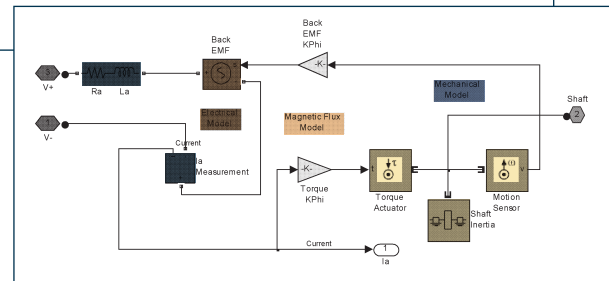 Back
EMF
Back
EMF
KPhi
-K-
S
V+
Ra La
Mechanical
Model
Shaft
2
Electrical
Model
Magnetic Flux
Model
1
V-
Current
Ia
Measurement
-K-
Torque
KPhi
t
τ
Torque
Actuator
ω
v
Motion
Sensor
Shaft
Inertia
Current
1
Ia